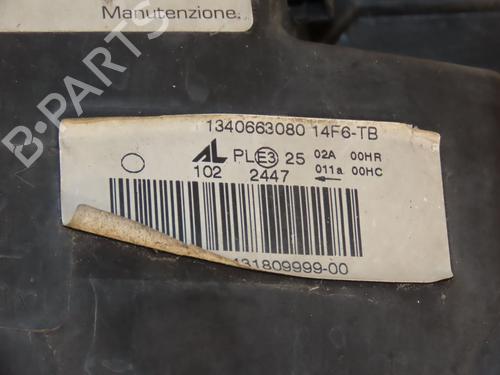 Manutenzione.
B-PARTS
1340663080 14F6-TB
AL PL E3 25 02A 00HR
102 2447 011a 00HC
131809999-00